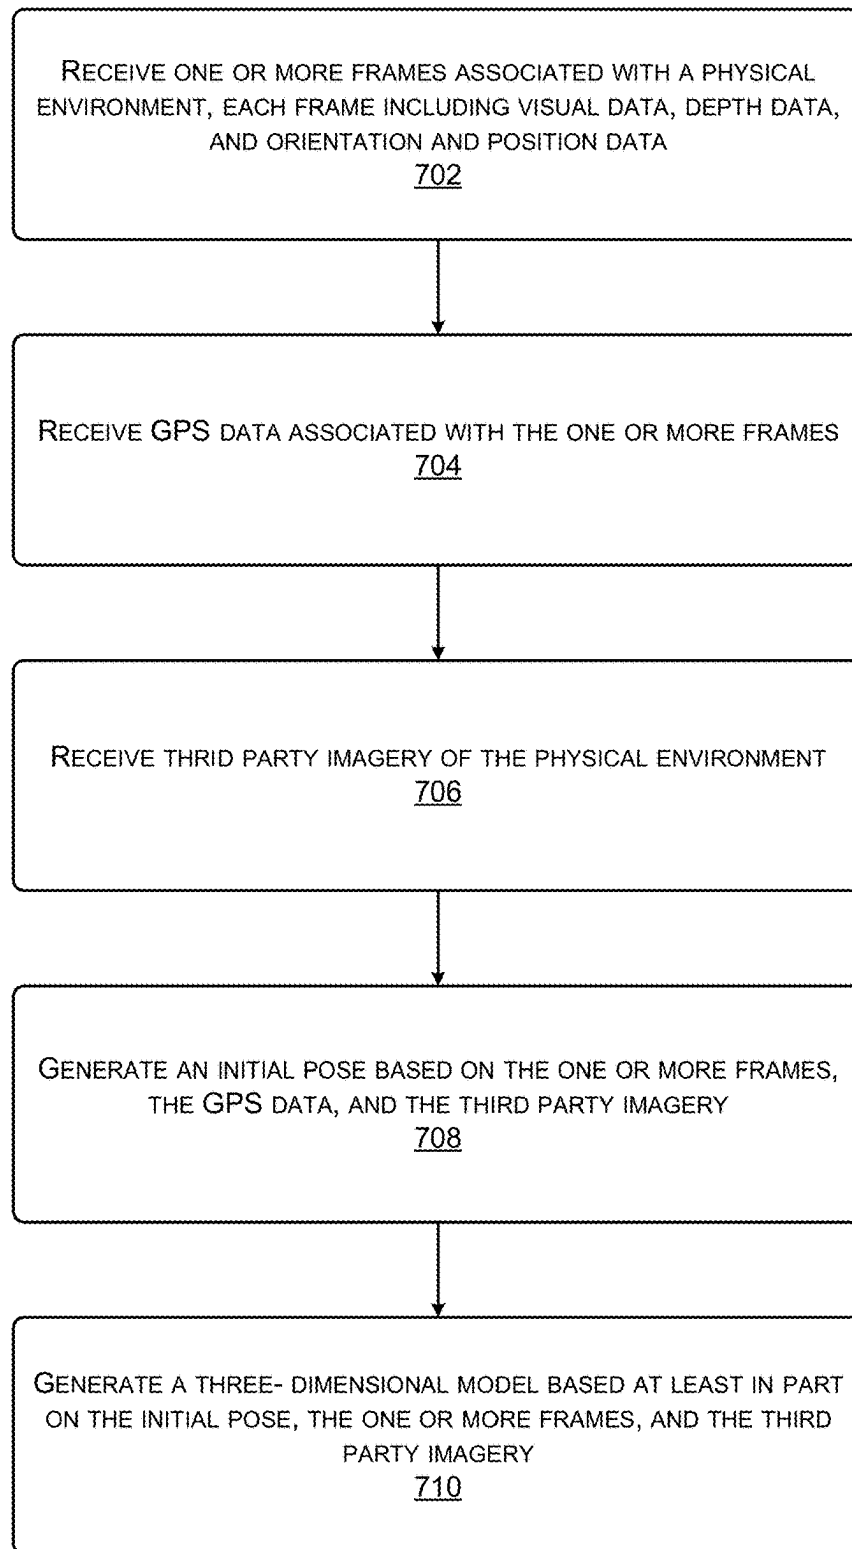 RECEIVE ONE OR MORE FRAMES ASSOCIATED WITH A PHYSICAL
ENVIRONMENT, EACH FRAME INCLUDING VISUAL DATA, DEPTH DATA,
AND ORIENTATION AND POSITION DATA
702
RECEIVE GPS DATA ASSOCIATED WITH THE ONE OR MORE FRAMES
704
RECEIVE THRID PARTY IMAGERY OF THE PHYSICAL ENVIRONMENT
706
GENERATE AN INITIAL POSE BASED ON THE ONE OR MORE FRAMES,
THE GPS DATA, AND THE THIRD PARTY IMAGERY
708
GENERATE A THREE- DIMENSIONAL MODEL BASED AT LEAST IN PART
ON THE INITIAL POSE, THE ONE OR MORE FRAMES, AND THE THIRD
PARTY IMAGERY
710